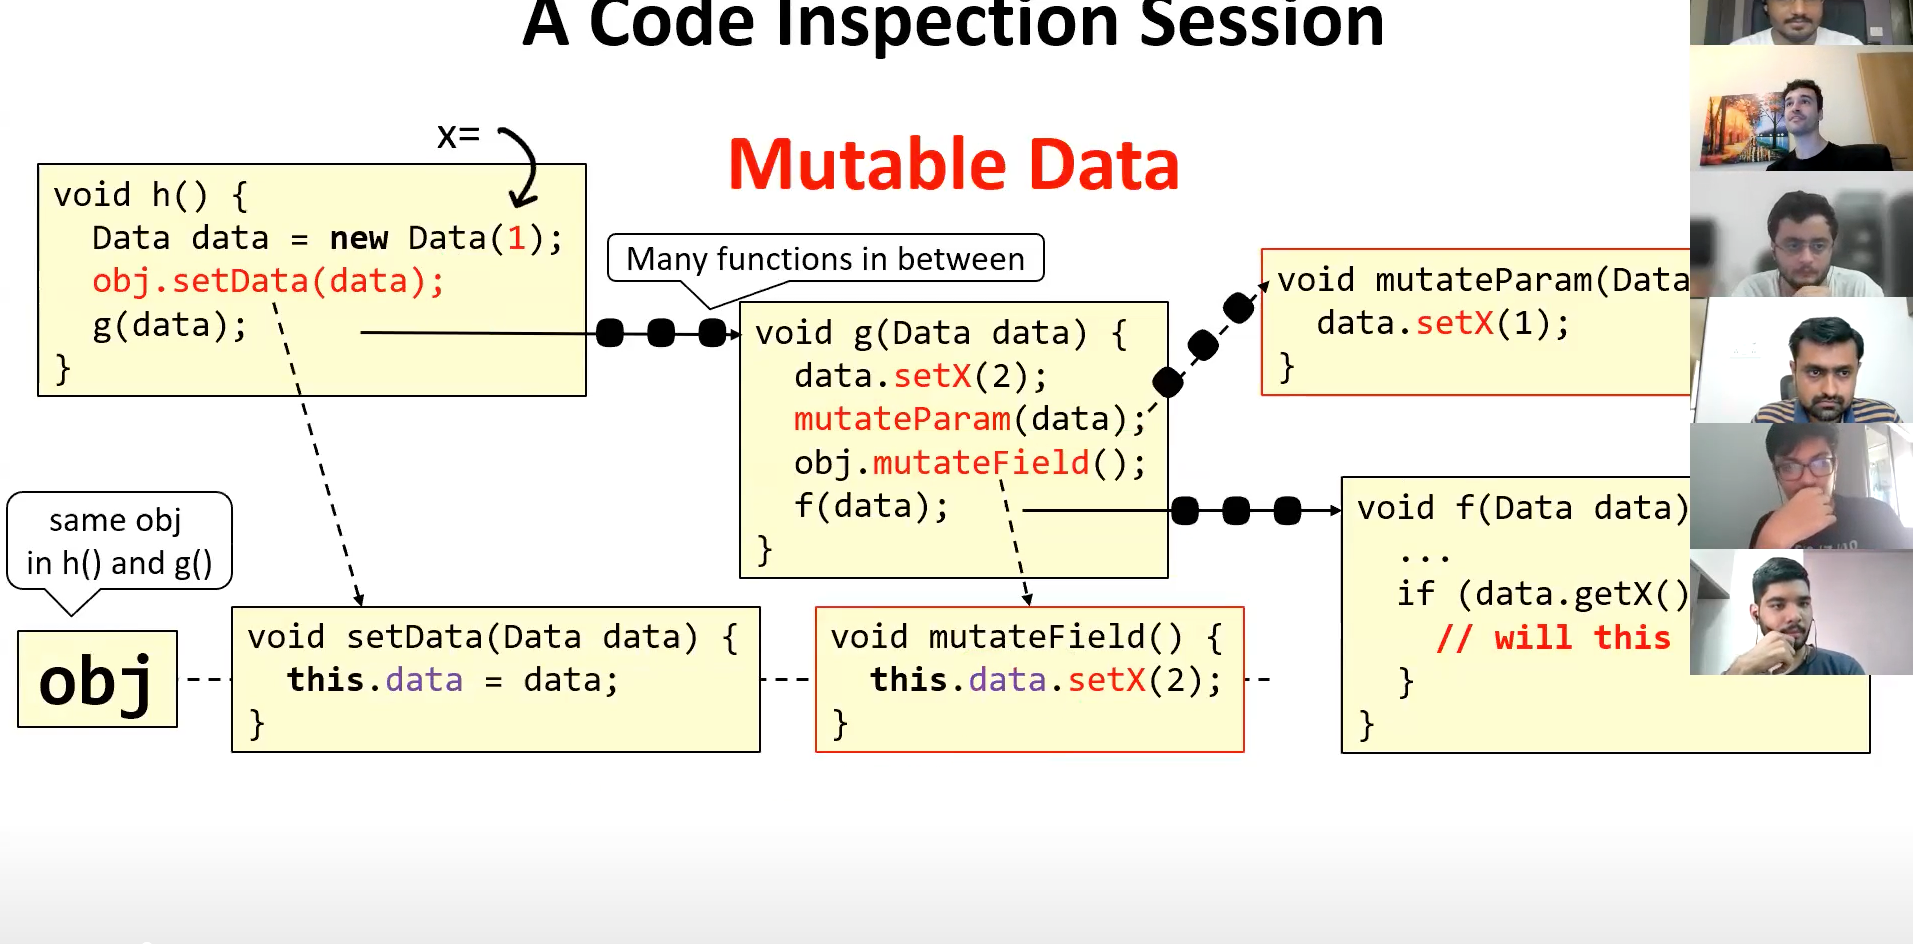 A Code Inspection Session
Mutable Data
x=
void h() {
Data data = new Data(1);
obj.setData(data);
g(data);
}
Many functions in between
void g(Data data) {
data.setX(2);
mutateParam(data);
obj.mutateField();
f(data);
}
void mutateParam(Data
data.setX(1);
}
void f(Data data)
...
if (data.getX()
// will this
}
}
same obj
in h() and g()
obj
void setData(Data data) {
this.data = data;
}
void mutateField() {
this.data.setX(2);
}